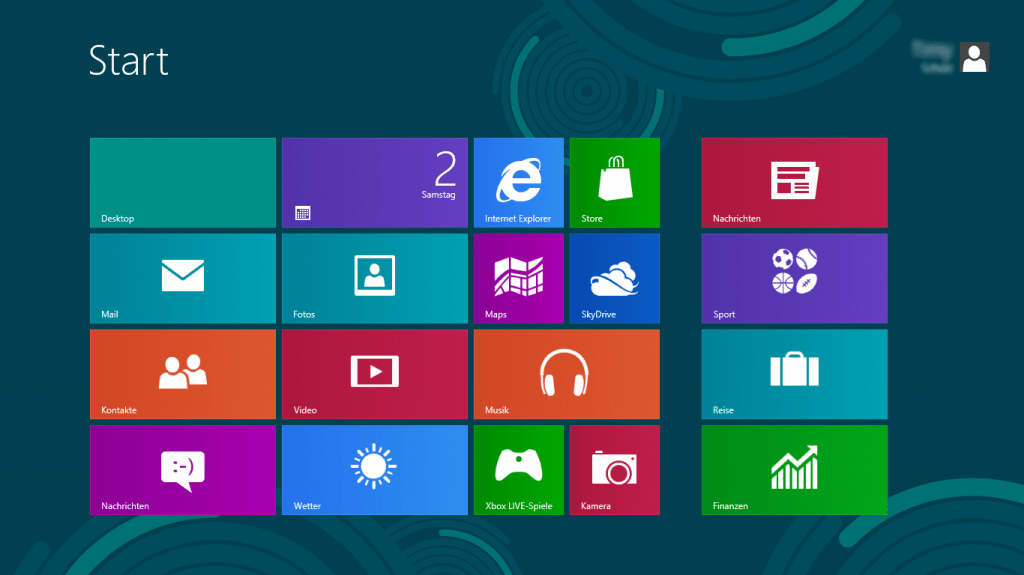 Start
Desktop
2
Samstag
Internet Explorer
Store
Nachrichten
Mail
Fotos
Maps
SkyDrive
Sport
Kontakte
Video
Musik
Reise
:-)
Nachrichten
Wetter
Xbox LIVE-Spiele
Kamera
Finanzen